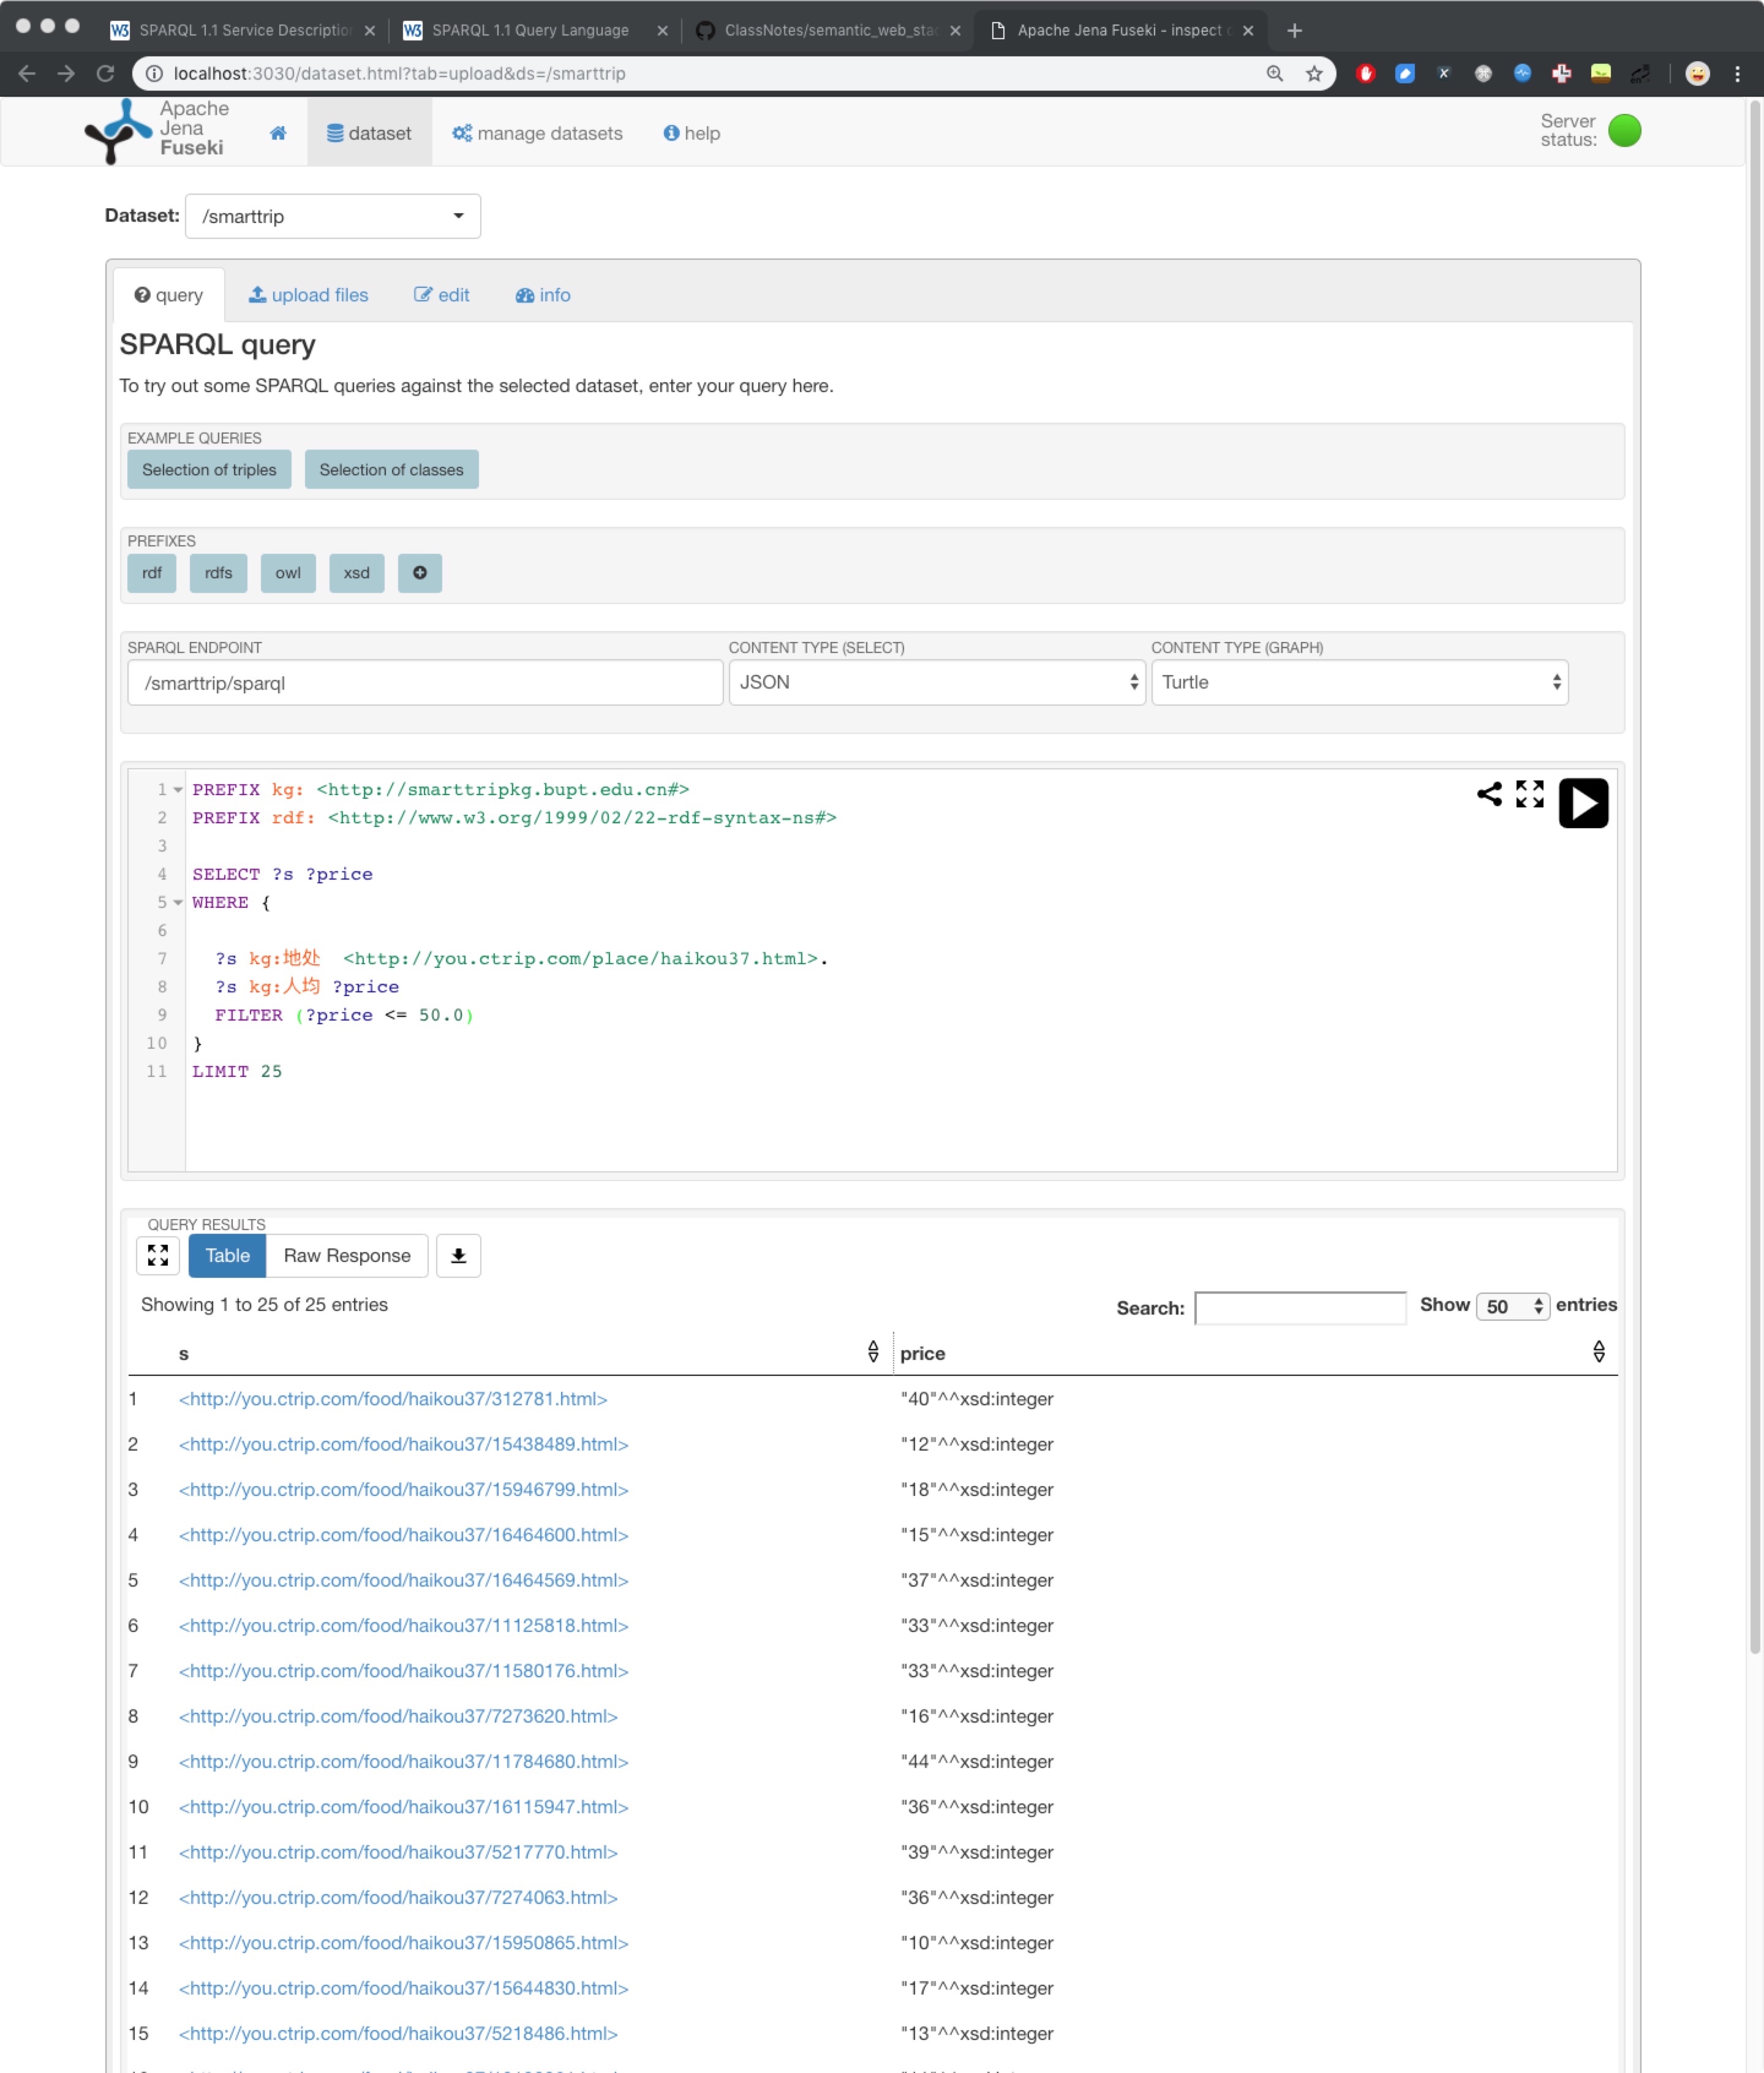 SPARQL 1.1 Service Description
SPARQL 1.1 Query Language
ClassNotes/semantic_web_sta
Apache Jena Fuseki - inspect
localhost:3030/dataset.html?tab=upload&ds=/smarttrip
Apache
Jena
Fuseki
dataset
manage datasets
help
Server
status:
Dataset:
/smarttrip
query
upload files
edit
info
SPARQL query
To try out some SPARQL queries against the selected dataset, enter your query here.
EXAMPLE QUERIES
Selection of triples
Selection of classes
PREFIXES
rdf
rdfs
owl
xsd
SPARQL ENDPOINT
CONTENT TYPE (SELECT)
CONTENT TYPE (GRAPH)
/smarttrip/sparql
JSON
Turtle
1 PREFIX kg: <http://smarttripkg.bupt.edu.cn#>
2 PREFIX rdf: <http://www.w3.org/1999/02/22-rdf-syntax-ns#>
3
4 SELECT ?s ?price
5 WHERE {
6
7 ?s kg:地处 <http://you.ctrip.com/place/haikou37.html>.
8 ?s kg:人均 ?price
9 FILTER (?price <= 50.0)
10 }
11 LIMIT 25
QUERY RESULTS
Table
Raw Response
Showing 1 to 25 of 25 entries
Search:
Show 50 entries
s price
1 <http://you.ctrip.com/food/haikou37/312781.html> "40"^^xsd:integer
2 <http://you.ctrip.com/food/haikou37/15438489.html> "12"^^xsd:integer
3 <http://you.ctrip.com/food/haikou37/15946799.html> "18"^^xsd:integer
4 <http://you.ctrip.com/food/haikou37/16464600.html> "15"^^xsd:integer
5 <http://you.ctrip.com/food/haikou37/16464569.html> "37"^^xsd:integer
6 <http://you.ctrip.com/food/haikou37/11125818.html> "33"^^xsd:integer
7 <http://you.ctrip.com/food/haikou37/11580176.html> "33"^^xsd:integer
8 <http://you.ctrip.com/food/haikou37/7273620.html> "16"^^xsd:integer
9 <http://you.ctrip.com/food/haikou37/11784680.html> "44"^^xsd:integer
10 <http://you.ctrip.com/food/haikou37/16115947.html> "36"^^xsd:integer
11 <http://you.ctrip.com/food/haikou37/5217770.html> "39"^^xsd:integer
12 <http://you.ctrip.com/food/haikou37/7274063.html> "36"^^xsd:integer
13 <http://you.ctrip.com/food/haikou37/15950865.html> "10"^^xsd:integer
14 <http://you.ctrip.com/food/haikou37/15644830.html> "17"^^xsd:integer
15 <http://you.ctrip.com/food/haikou37/5218486.html> "13"^^xsd:integer